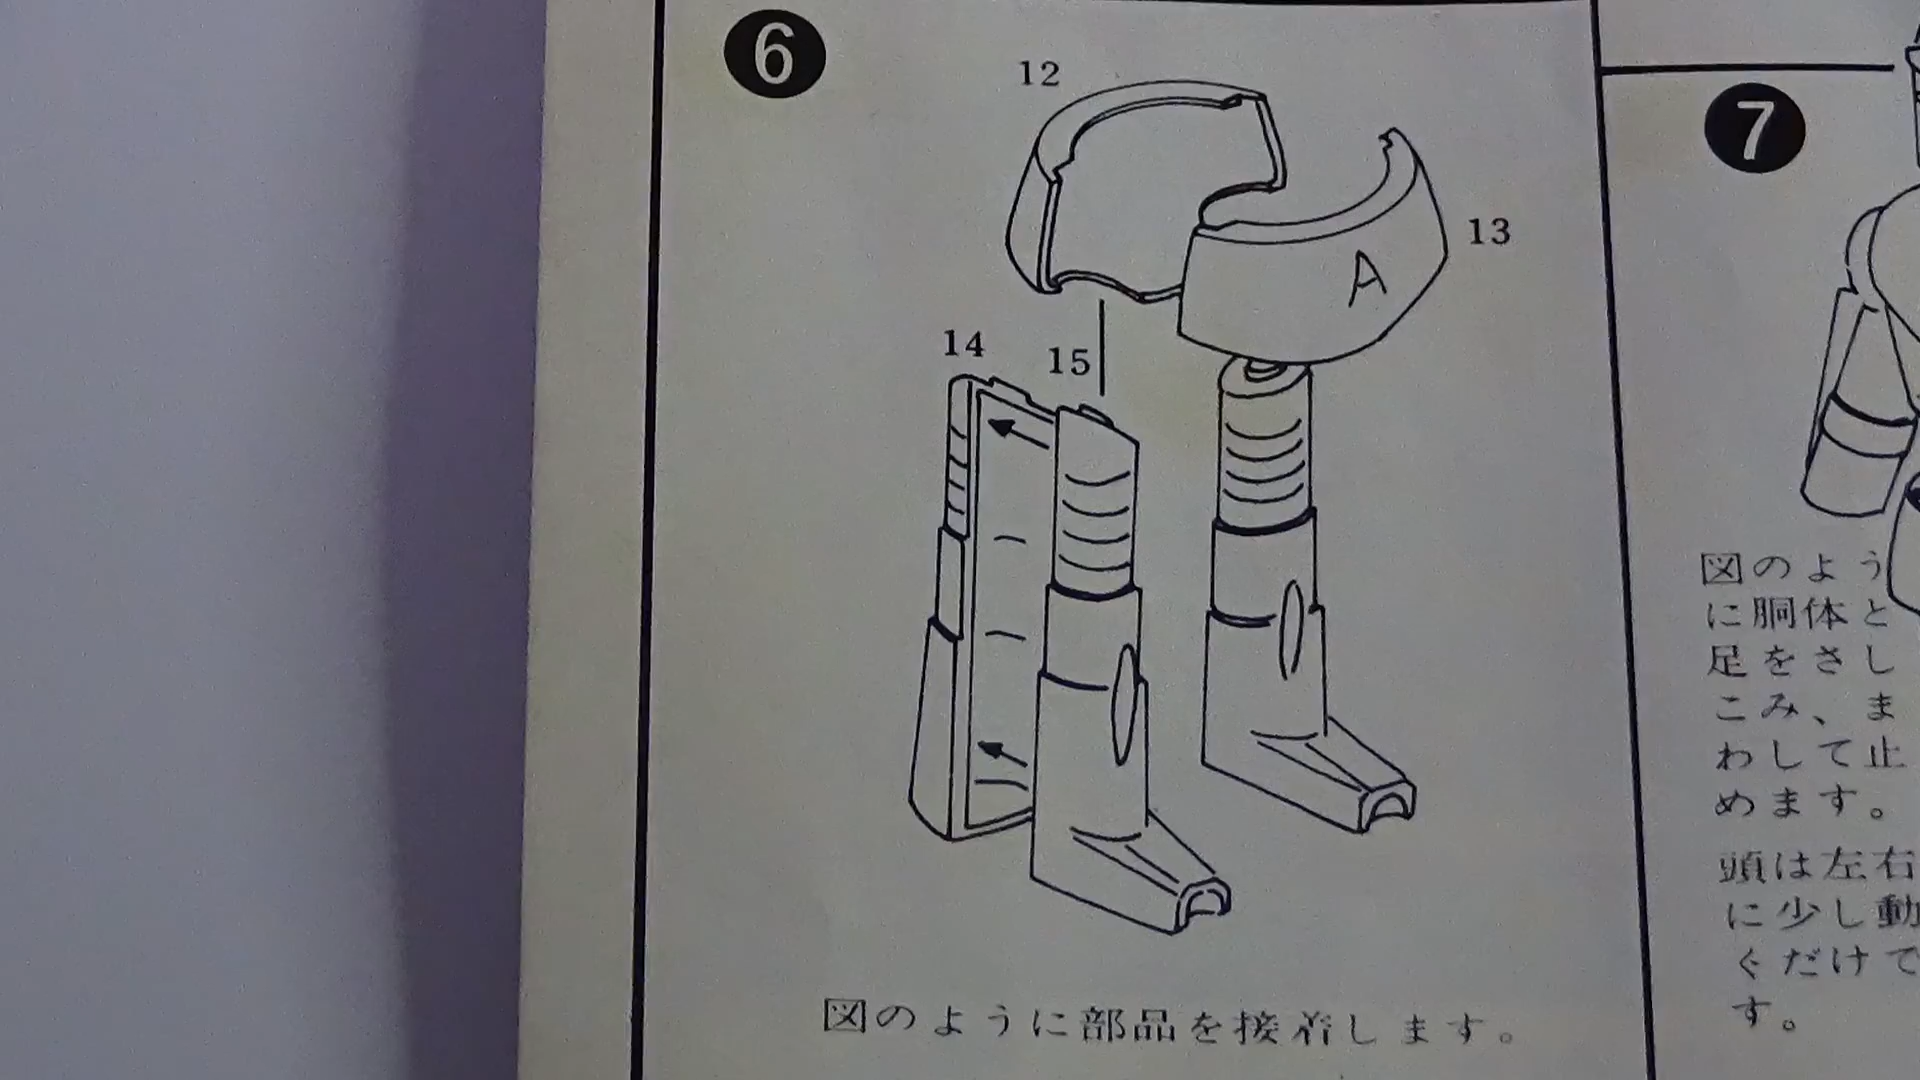 6
12
13
A
14
15
図のように部品を接着します。
7
図のよう
に胴体と
足をさし
こみ、ま
わして止
めます。
頭は左右
に少し動
ぐだけで
す。